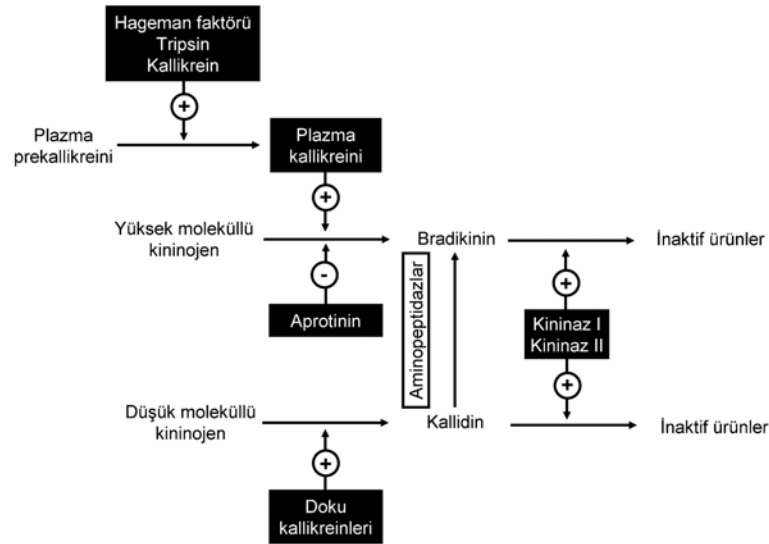 Hageman faktörü
Tripsin
Kallikrein
+
Plazma
prekallikreini
Plazma
kallikreini
+
Yüksek moleküllü
kininojen
Bradikinin
İnaktif ürünler
-
Aprotinin
Aminopeptidazlar
+
Kininaz I
Kininaz II
+
Düşük moleküllü
kininojen
Kallidin
İnaktif ürünler
+
Doku
kallikreinleri